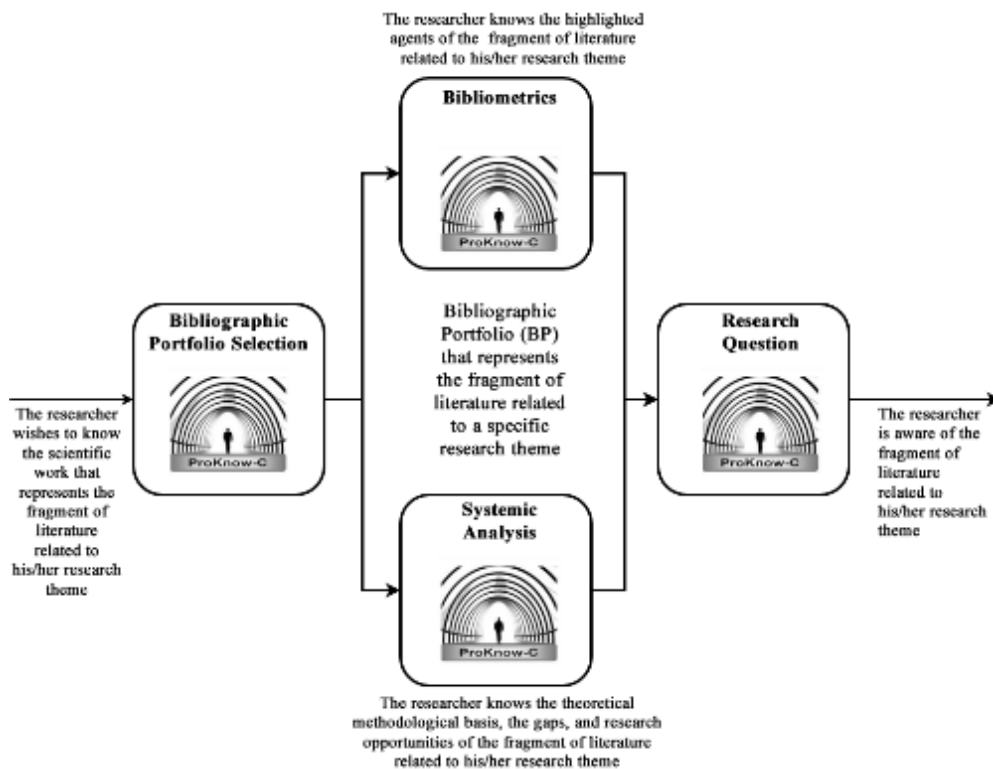 The researcher knows the highlighted
agents of the fragment of literature
related to his/her research theme
Bibliometrics
ProKnow-C
Bibliographic
Portfolio Selection
ProKnow-C
Bibliographic
Portfolio (BP)
that represents
the fragment of
literature related
to a specific
research theme
Research
Question
ProKnow-C
The researcher
wishes to know
the scientific
work that
represents the
fragment of
literature
related to
his/her research
theme
The researcher
is aware of the
fragment of
literature
related to
his/her research
theme
Systemic
Analysis
ProKnow-C
The researcher knows the theoretical
methodological basis, the gaps, and research
opportunities of the fragment of literature
related to his/her research theme